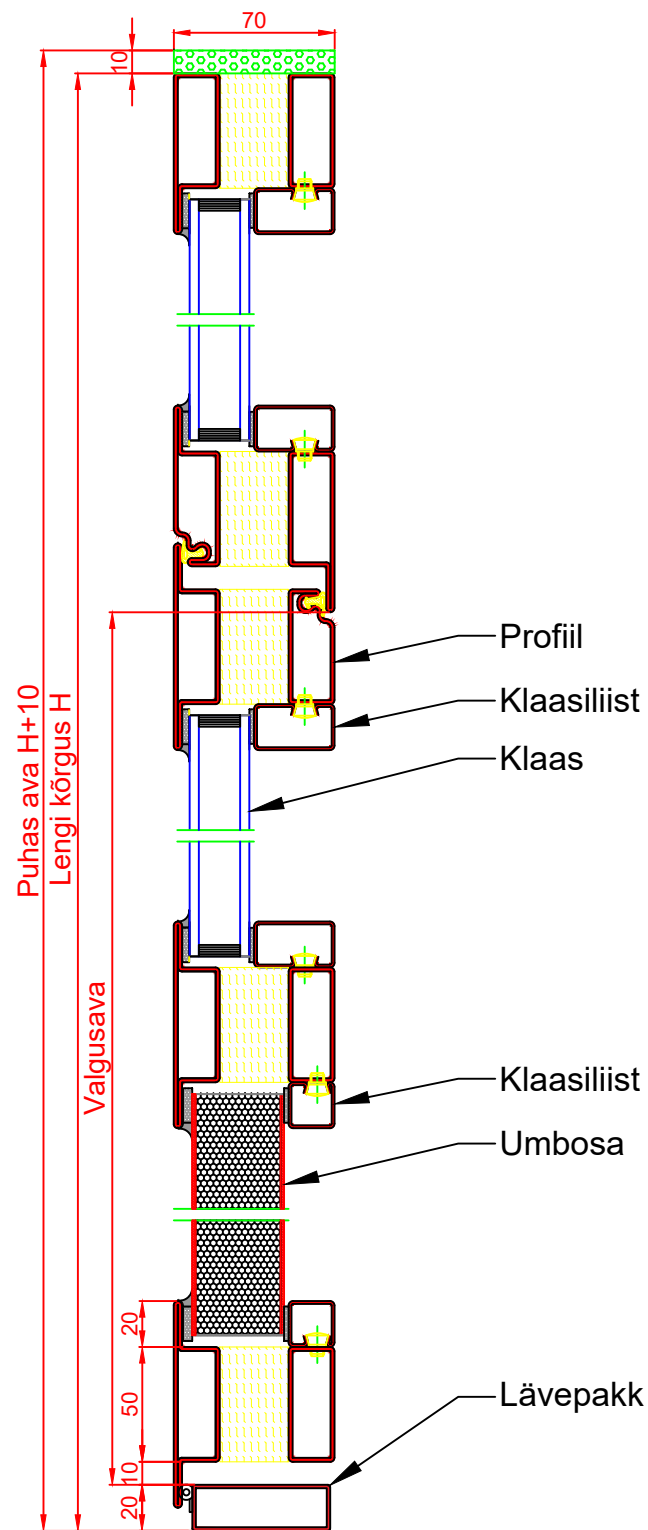 70
10
Profiil
Klaasiliist
Klaas
Puhas ava H+10
Lengi kõrgus H
Valgusava
Klaasiliist
Umbosa
20
50
Lävepakk
10
20